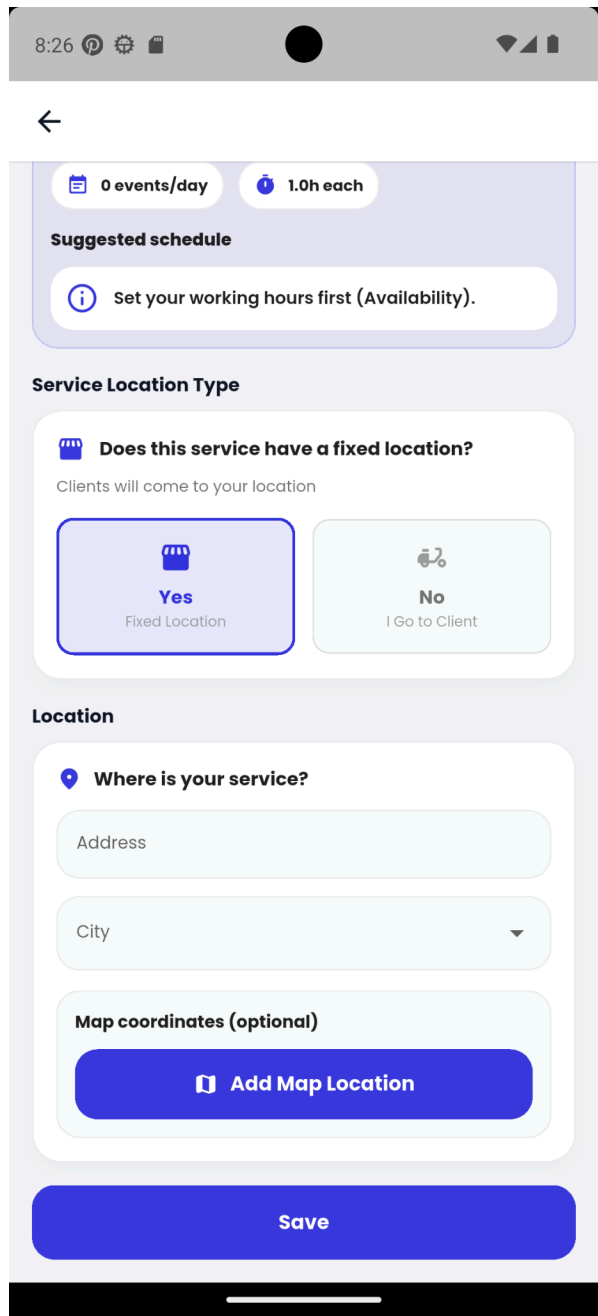 8:26
0 events/day
1.0h each
Suggested schedule
Set your working hours first (Availability).
Service Location Type
Does this service have a fixed location?
Clients will come to your location
Yes
Fixed Location
No
I Go to Client
Location
Where is your service?
Address
City
Map coordinates (optional)
Add Map Location
Save